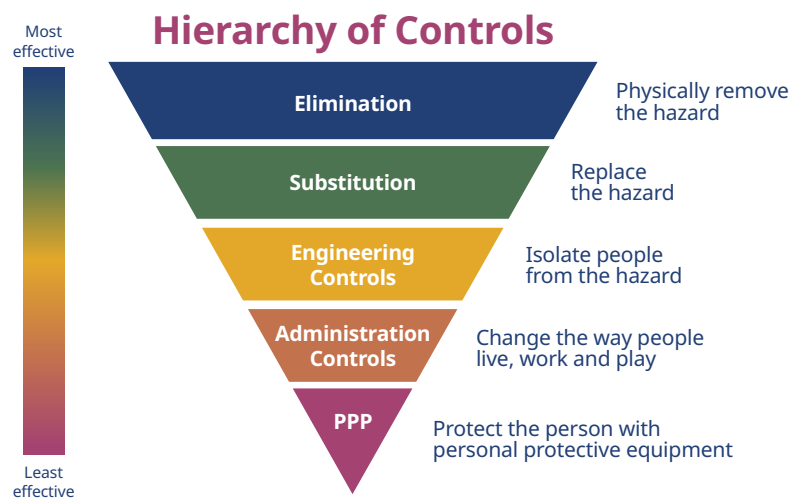 Hierarchy of Controls
Most
effective
Elimination
Physically remove
the hazard
Substitution
Replace
the hazard
Engineering
Controls
Isolate people
from the hazard
Administration
Controls
Change the way people
live, work and play
PPP
Protect the person with
personal protective equipment
Least
effective